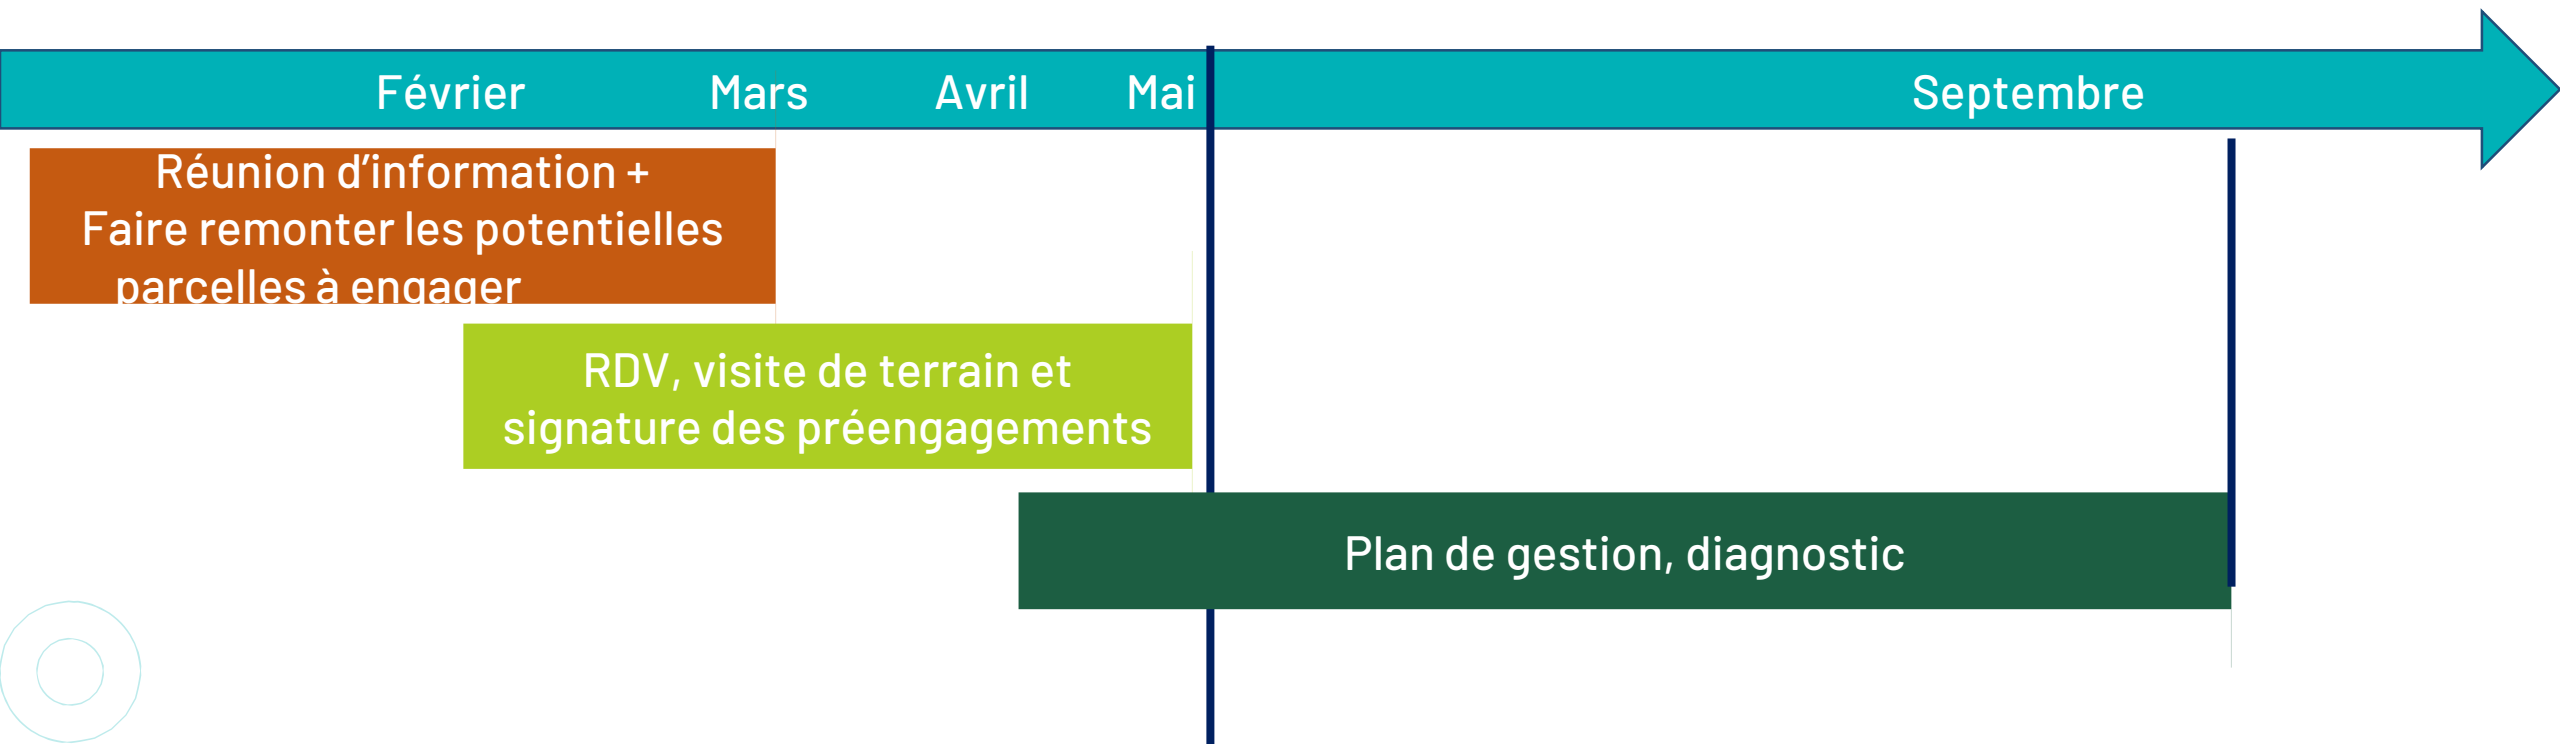 Février Mars Avril Mai Septembre
Réunion d’information +
Faire remonter les potentielles
parcelles à engager
RDV, visite de terrain et
signature des préengagements
Plan de gestion, diagnostic